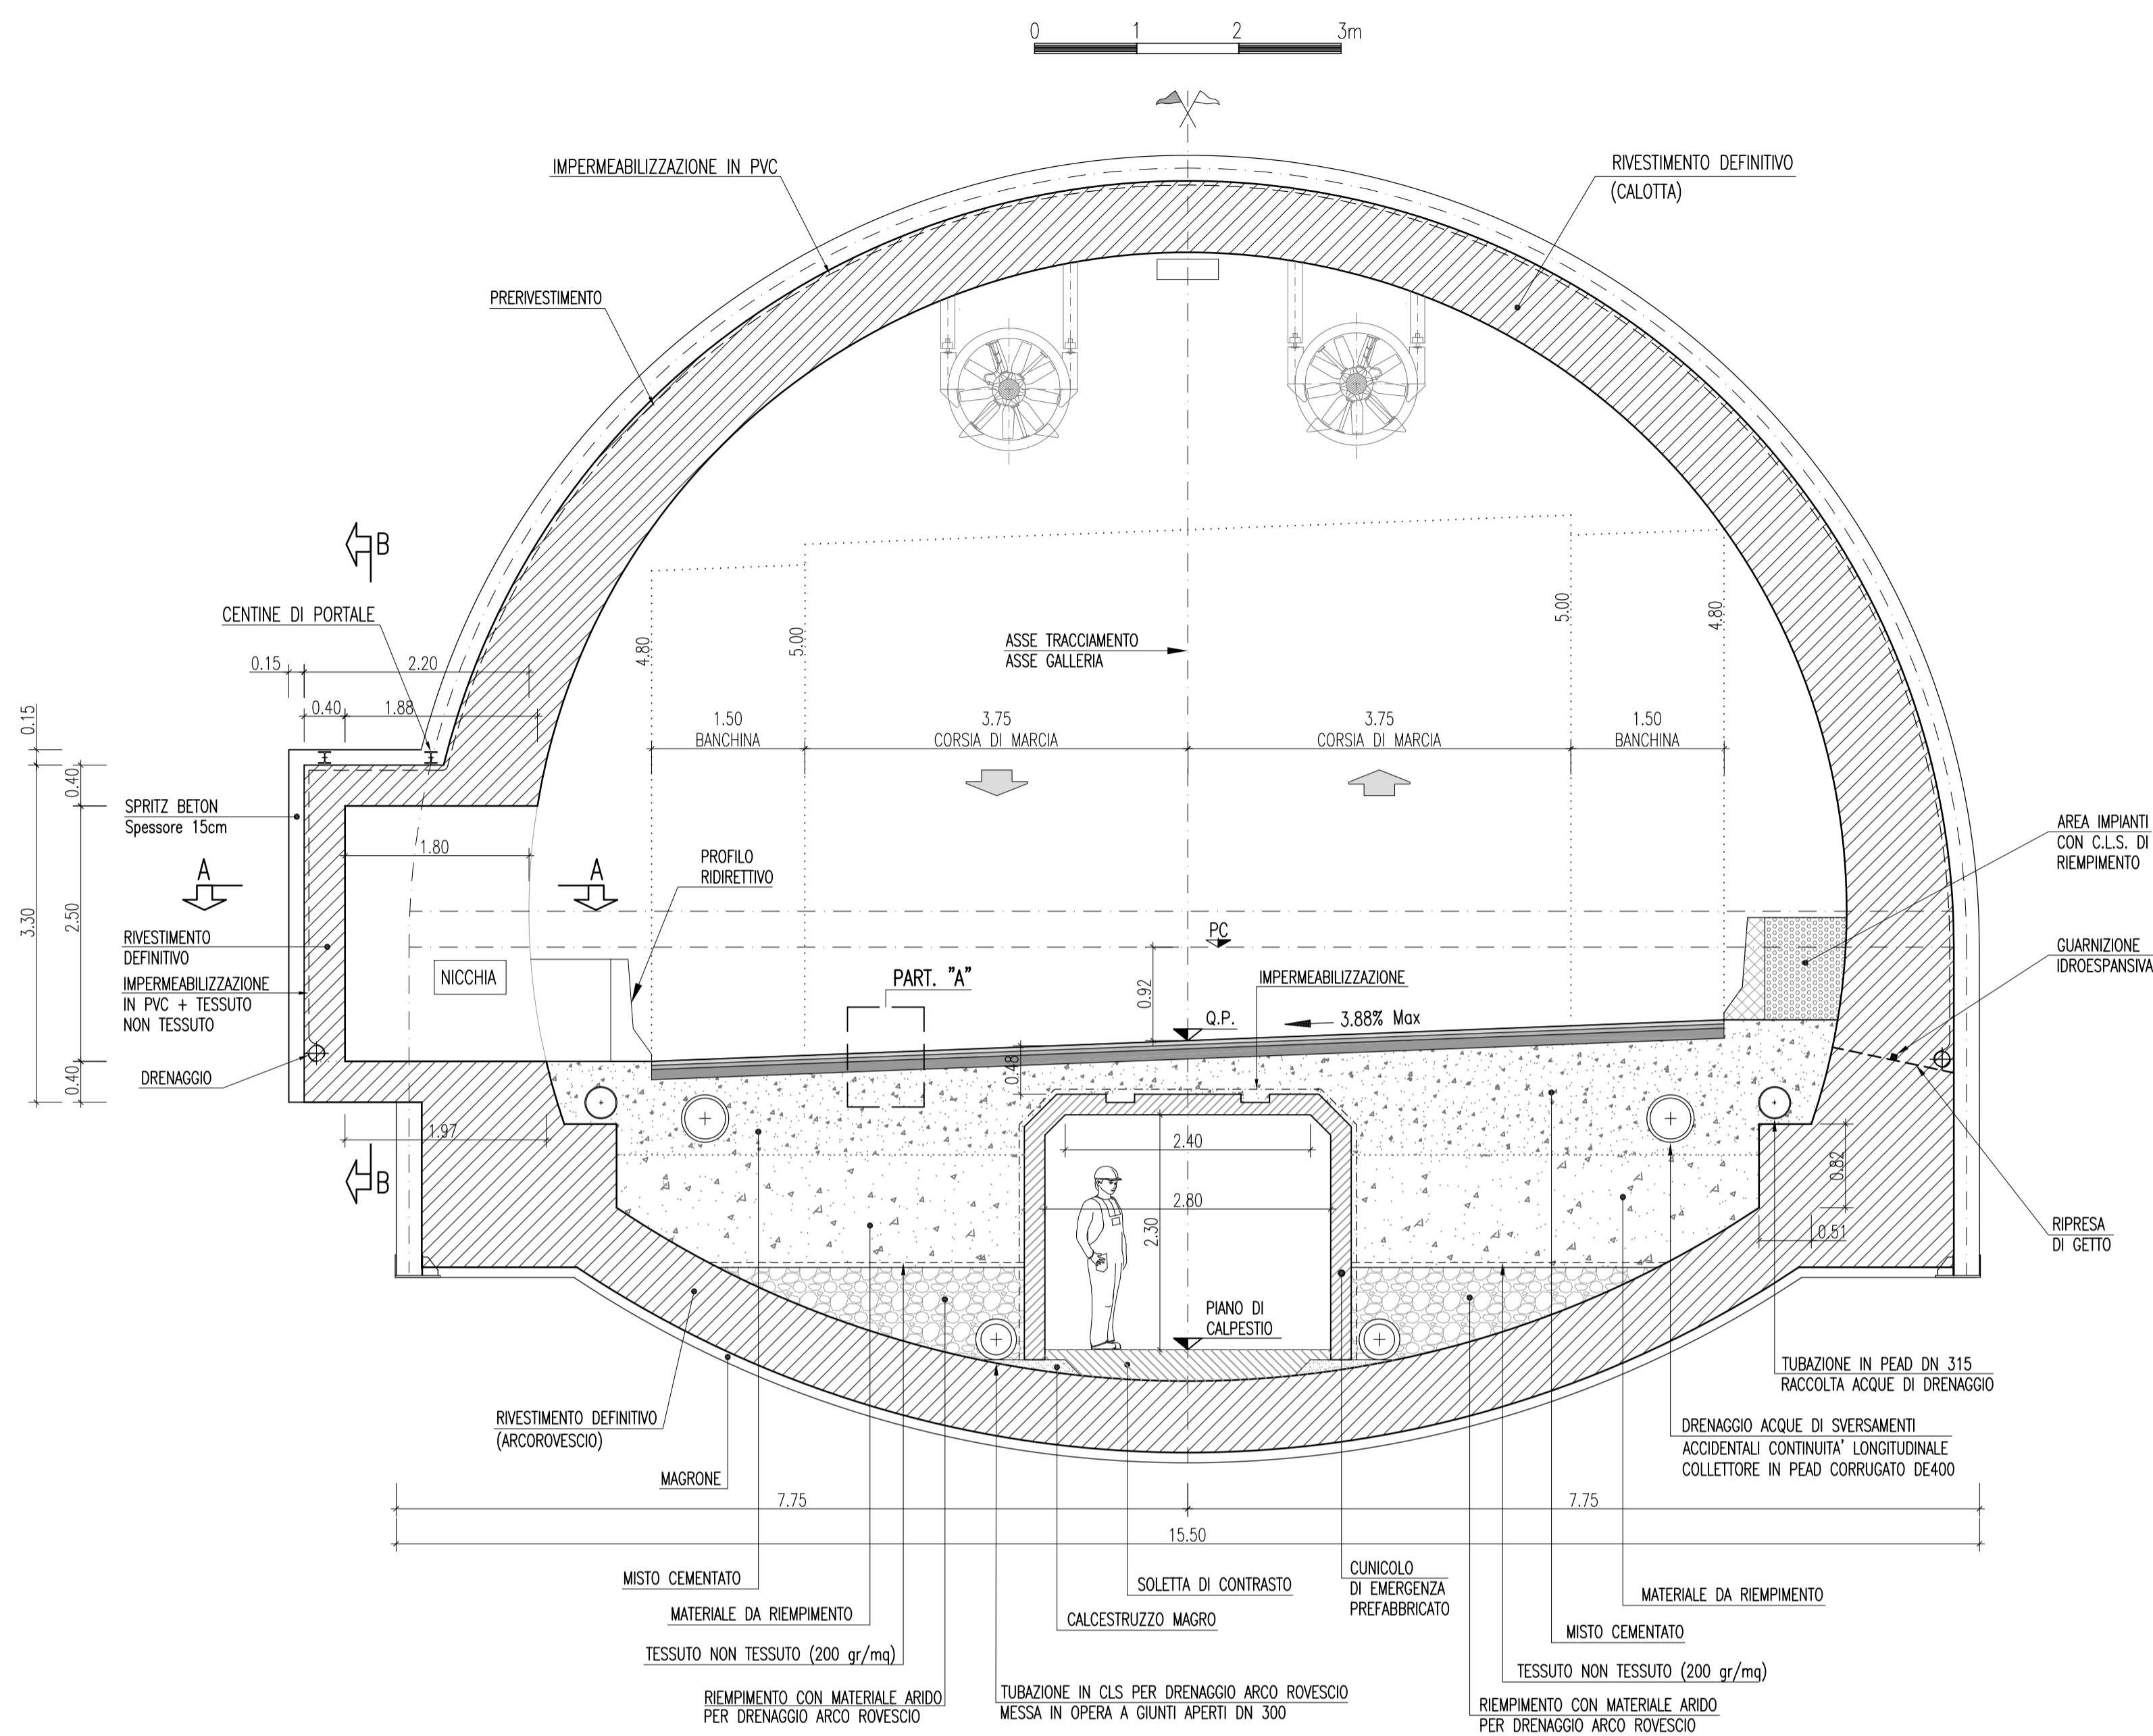 0 1 2 3m
IMPERMEABILIZZAZIONE IN PVC
RIVESTIMENTO DEFINITIVO
(CALOTTA)
PRERIVESTIMENTO
B
CENTINE DI PORTALE
0.15 2.20
0.40 1.88
0.15
0.40
3.30
2.50
0.40
4.80
5.00
5.00
4.80
ASSE TRACCIAMENTO
ASSE GALLERIA
1.50
BANCHINA
3.75
CORSIA DI MARCIA
3.75
CORSIA DI MARCIA
1.50
BANCHINA
SPRITZ BETON
Spessore 15cm
A
A
1.80
PROFILO
RIDIRETTIVO
AREA IMPIANTI
CON C.L.S. DI
RIEMPIMENTO
RIVESTIMENTO
DEFINITIVO
IMPERMEABILIZZAZIONE
IN PVC + TESSUTO
NON TESSUTO
NICCHIA
PART. "A"
PC
0.92
IMPERMEABILIZZAZIONE
GUARNIZIONE
IDROESPANSIVA
Q.P.
3.88% Max
DRENAGGIO
0.48
1.97
B
2.40
2.80
2.30
0.82
0.51
RIPRESA
DI GETTO
PIANO DI
CALPESTIO
TUBAZIONE IN PEAD DN 315
RACCOLTA ACQUE DI DRENAGGIO
RIVESTIMENTO DEFINITIVO
(ARCOROVESCIO)
MAGRONE
DRENAGGIO ACQUE DI SVERSAMENTI
ACCIDENTALI CONTINUITA' LONGITUDINALE
COLLETTORE IN PEAD CORRUGATO DE400
7.75 7.75
15.50
MISTO CEMENTATO
MATERIALE DA RIEMPIMENTO
TESSUTO NON TESSUTO (200 gr/mq)
RIEMPIMENTO CON MATERIALE ARIDO
PER DRENAGGIO ARCO ROVESCIO
SOLETTA DI CONTRASTO
CALCESTRUZZO MAGRO
TUBAZIONE IN CLS PER DRENAGGIO ARCO ROVESCIO
MESSA IN OPERA A GIUNTI APERTI DN 300
CUNICOLO
DI EMERGENZA
PREFABBRICATO
MATERIALE DA RIEMPIMENTO
MISTO CEMENTATO
TESSUTO NON TESSUTO (200 gr/mq)
RIEMPIMENTO CON MATERIALE ARIDO
PER DRENAGGIO ARCO ROVESCIO